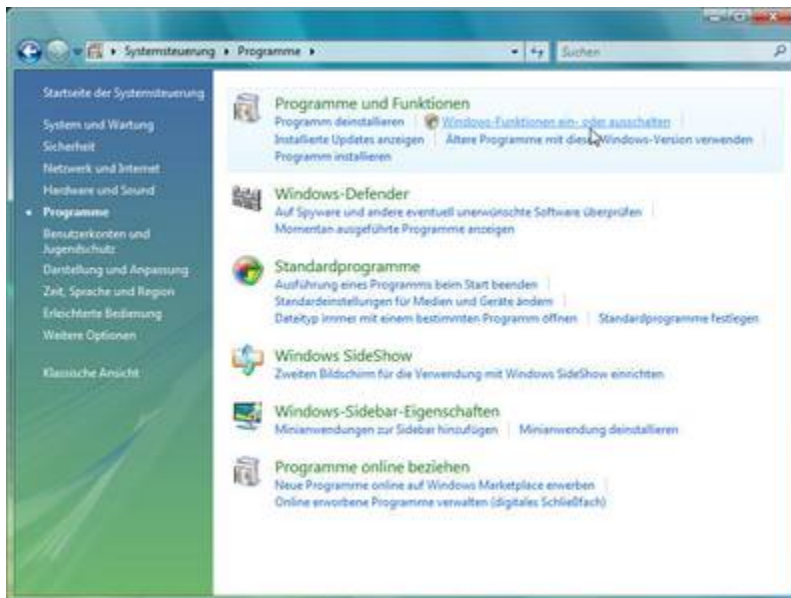 Systemsteuerung ▸ Programme ▸
Suchen
Startseite der Systemsteuerung
System und Wartung
Sicherheit
Netzwerk und Internet
Hardware und Sound
Programme
Benutzerkonten und
Jugendschutz
Darstellung und Anpassung
Zeit, Sprache und Region
Erleichterte Bedienung
Weitere Optionen
Klassische Ansicht
Programme und Funktionen
Programm deinstallieren | Windows-Funktionen ein- oder ausschalten
Installierte Updates anzeigen | Ältere Programme mit dieser Windows-Version verwenden
Programm installieren
Windows-Defender
Auf Spyware und andere eventuell unerwünschte Software überprüfen
Momentan ausgeführte Programme anzeigen
Standardprogramme
Ausführung eines Programms beim Start beenden
Standardeinstellungen für Medien und Geräte ändern
Dateityp immer mit einem bestimmten Programm öffnen | Standardprogramme festlegen
Windows SideShow
Zweiten Bildschirm für die Verwendung mit Windows SideShow einrichten
Windows-Sidebar-Eigenschaften
Minianwendungen zur Sidebar hinzufügen | Minianwendung deinstallieren
Programme online beziehen
Neue Programme online auf Windows Marketplace erwerben
Online erworbene Programme verwalten (digitales Schließfach)